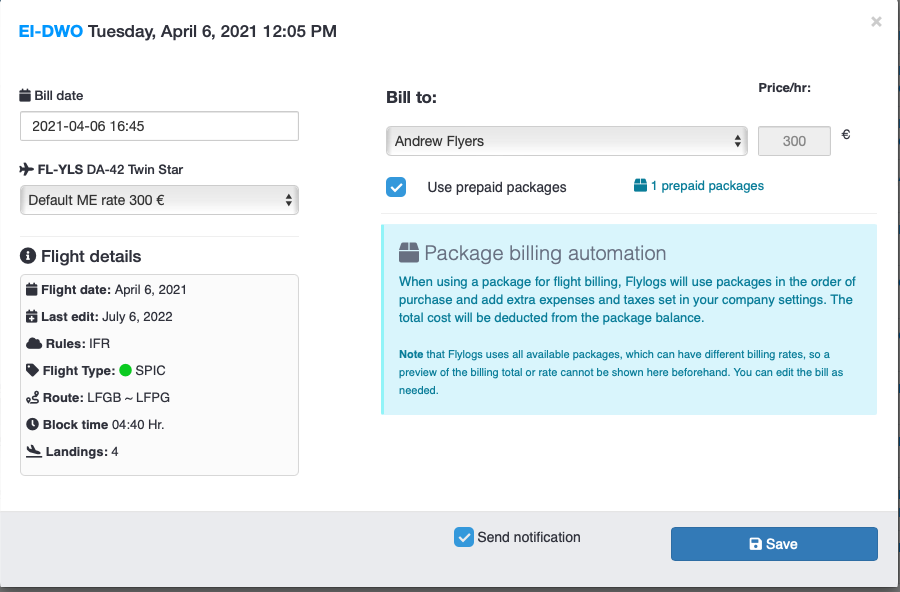 EI-DWO Tuesday, April 6, 2021 12:05 PM
×
Bill date
2021-04-06 16:45
FL-YLS DA-42 Twin Star
Default ME rate 300 €
Flight details
Flight date: April 6, 2021
Last edit: July 6, 2022
Rules: IFR
Flight Type: SPIC
Route: LFGB ~ LFPG
Block time 04:40 Hr.
Landings: 4
Bill to:
Price/hr:
Andrew Flyers
300 €
Use prepaid packages
1 prepaid packages
Package billing automation
When using a package for flight billing, Flylogs will use packages in the order of
purchase and add extra expenses and taxes set in your company settings. The
total cost will be deducted from the package balance.
Note that Flylogs uses all available packages, which can have different billing rates, so a
preview of the billing total or rate cannot be shown here beforehand. You can edit the bill as
needed.
Send notification
Save